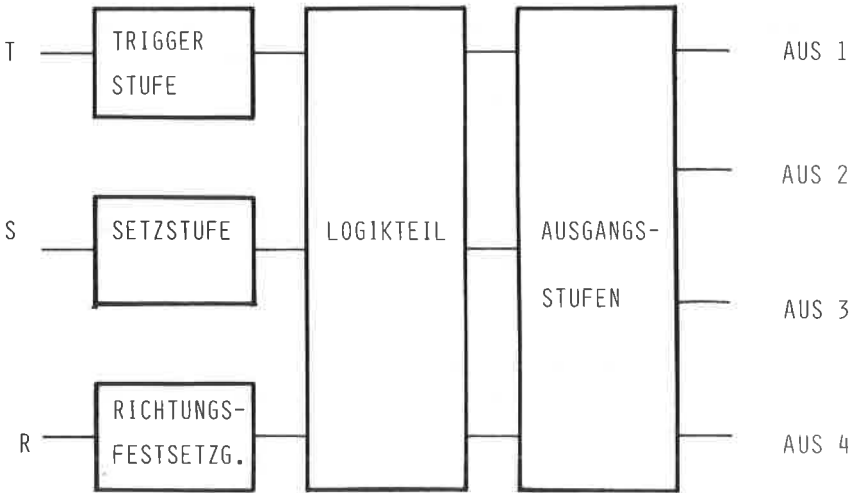 T
TRIGGER
STUFE
AUS 1
AUS 2
S
SETZSTUFE
LOGIKTEIL
AUSGANGS-
STUFEN
AUS 3
R
RICHTUNGS-
FESTSETZG.
AUS 4